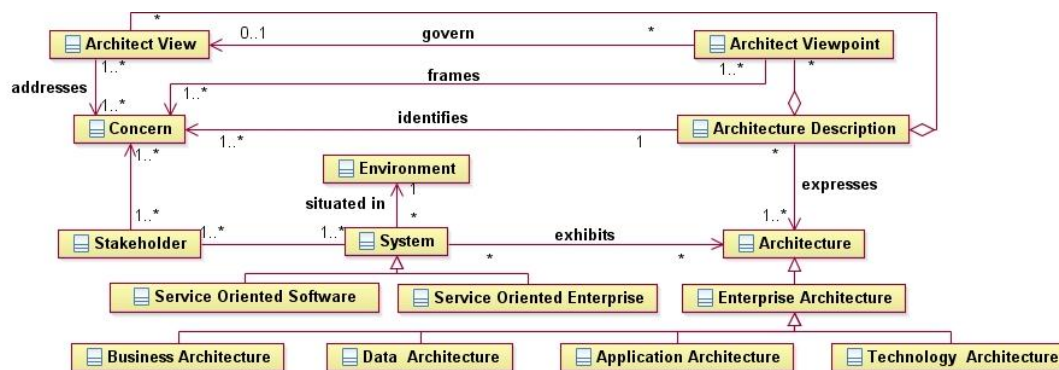 *
Architect View
0..1
govern
*
Architect Viewpoint
1..*
frames
1..*
*
addresses
1..*
1..*
Concern
identifies
Architecture Description
1..*
1
1..*
Environment
*
situated in
1
expresses
*
1..*
1..*
1..*
1..*
Stakeholder
System
exhibits
Architecture
*
*
Service Oriented Software
Service Oriented Enterprise
Enterprise Architecture
Business Architecture
Data Architecture
Application Architecture
Technology Architecture